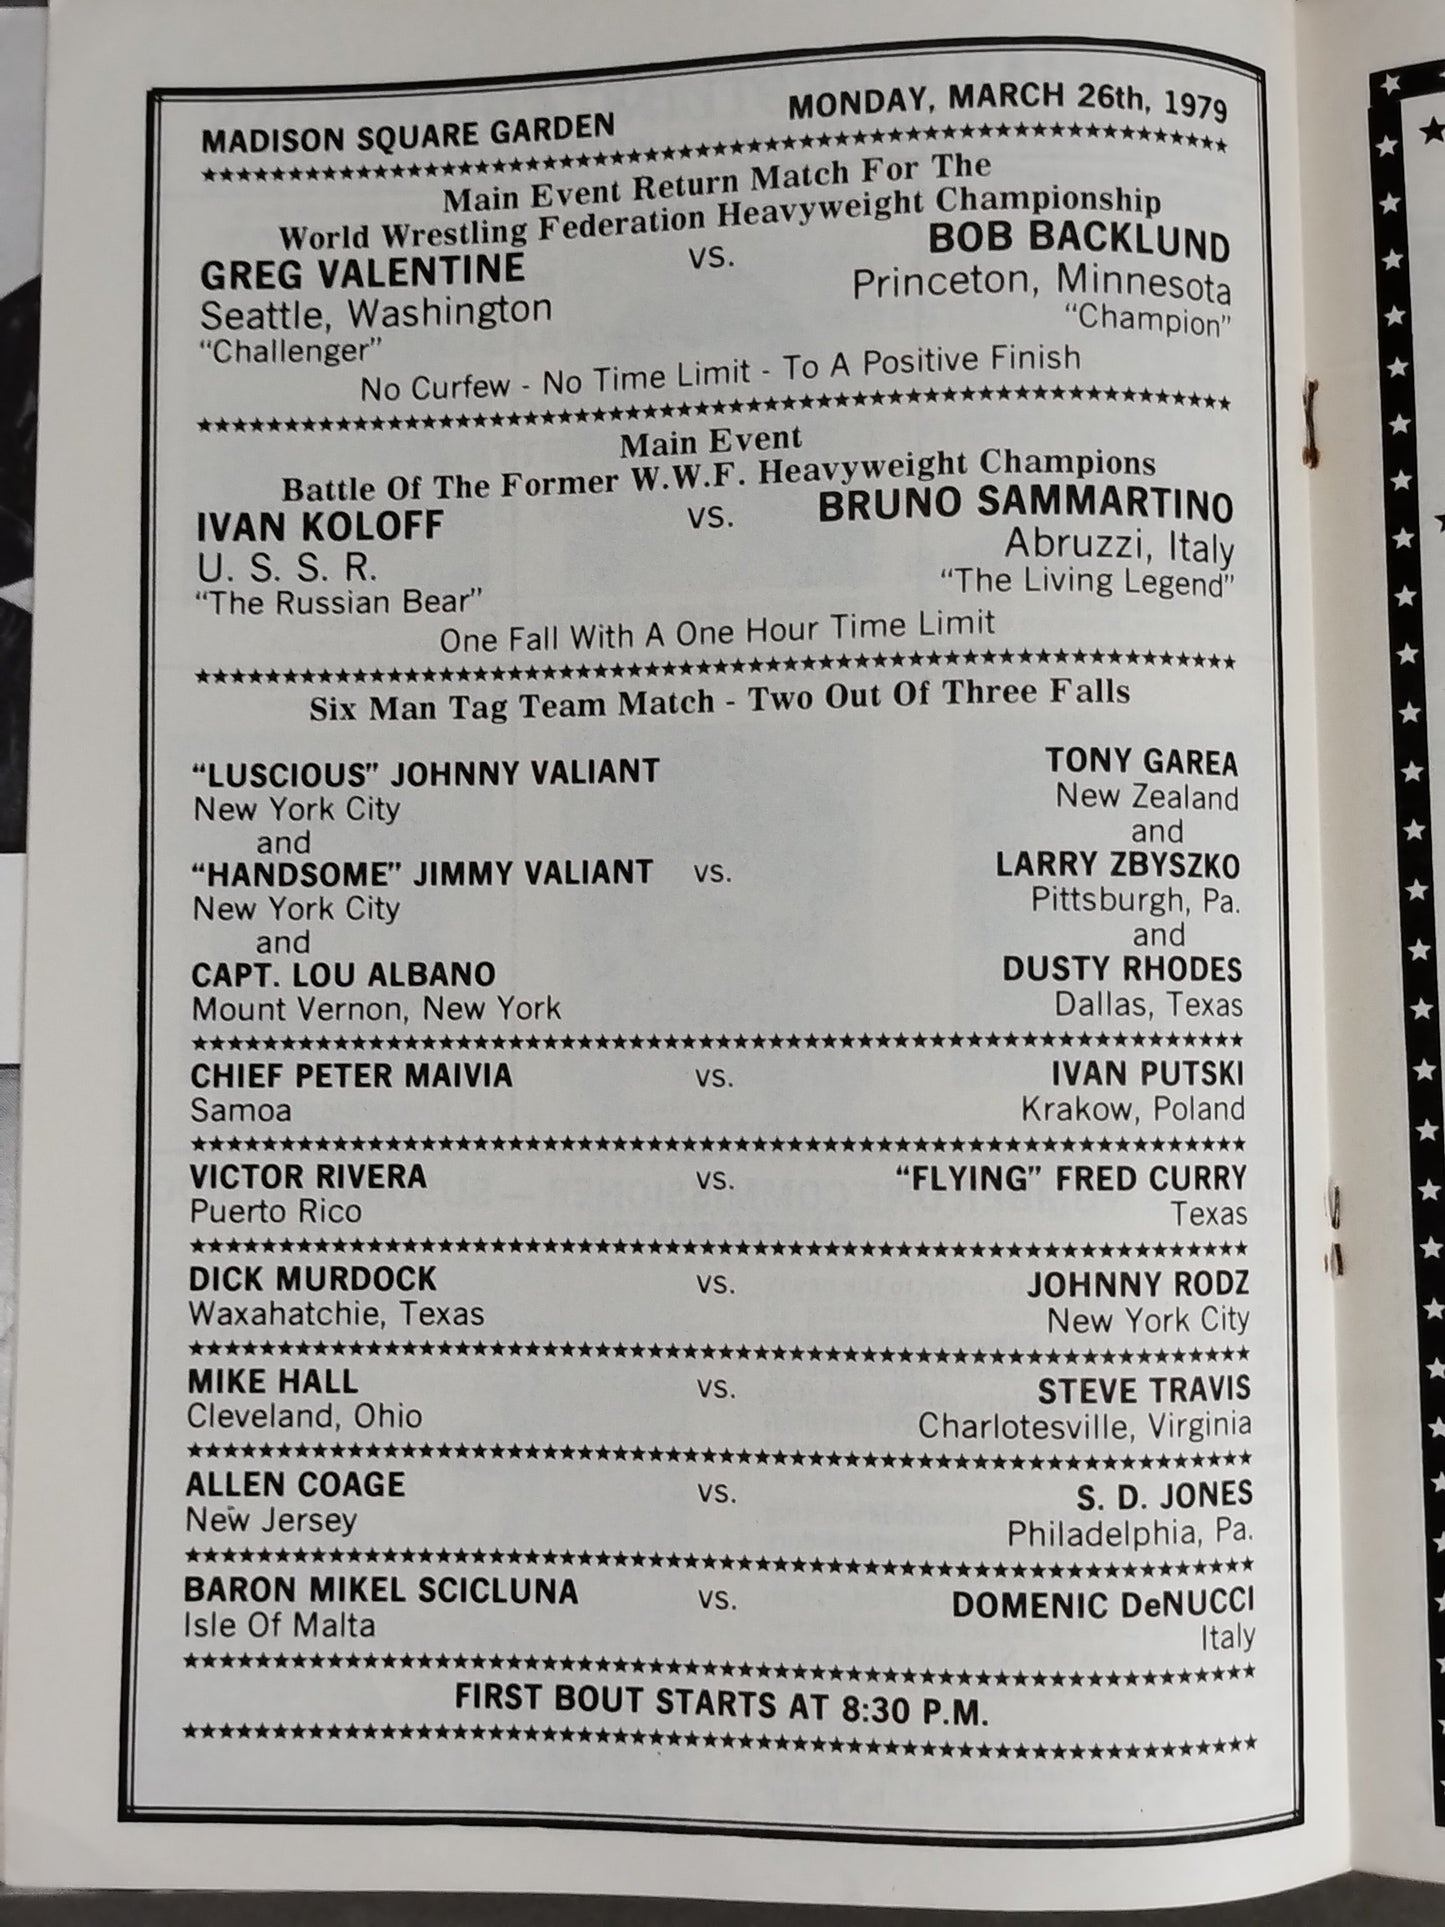 MADISON SQUARE GARDEN MONDAY, MARCH 26th, 1979
Main Event Return Match For The
World Wrestling Federation Heavyweight Championship
GREG VALENTINE vs. BOB BACKLUND
Seattle, Washington Princeton, Minnesota
"Challenger" "Champion"
No Curfew - No Time Limit - To A Positive Finish
Main Event
Battle Of The Former W.W.F. Heavyweight Champions
IVAN KOLOFF vs. BRUNO SAMMARTINO
U. S. S. R. Abruzzi, Italy
"The Russian Bear" "The Living Legend"
One Fall With A One Hour Time Limit
Six Man Tag Team Match - Two Out Of Three Falls
"LUSCIOUS" JOHNNY VALIANT TONY GAREA
New York City New Zealand
and and
"HANDSOME" JIMMY VALIANT vs. LARRY ZBYSZKO
New York City Pittsburgh, Pa.
and and
CAPT. LOU ALBANO DUSTY RHODES
Mount Vernon, New York Dallas, Texas
CHIEF PETER MAIVIA vs. IVAN PUTSKI
Samoa Krakow, Poland
VICTOR RIVERA vs. "FLYING" FRED CURRY
Puerto Rico Texas
DICK MURDOCK vs. JOHNNY RODZ
Waxahatchie, Texas New York City
MIKE HALL vs. STEVE TRAVIS
Cleveland, Ohio Charlotesville, Virginia
ALLEN COAGE vs. S. D. JONES
New Jersey Philadelphia, Pa.
BARON MIKEL SCICLUNA vs. DOMENIC DeNUCCI
Isle Of Malta Italy
FIRST BOUT STARTS AT 8:30 P.M.